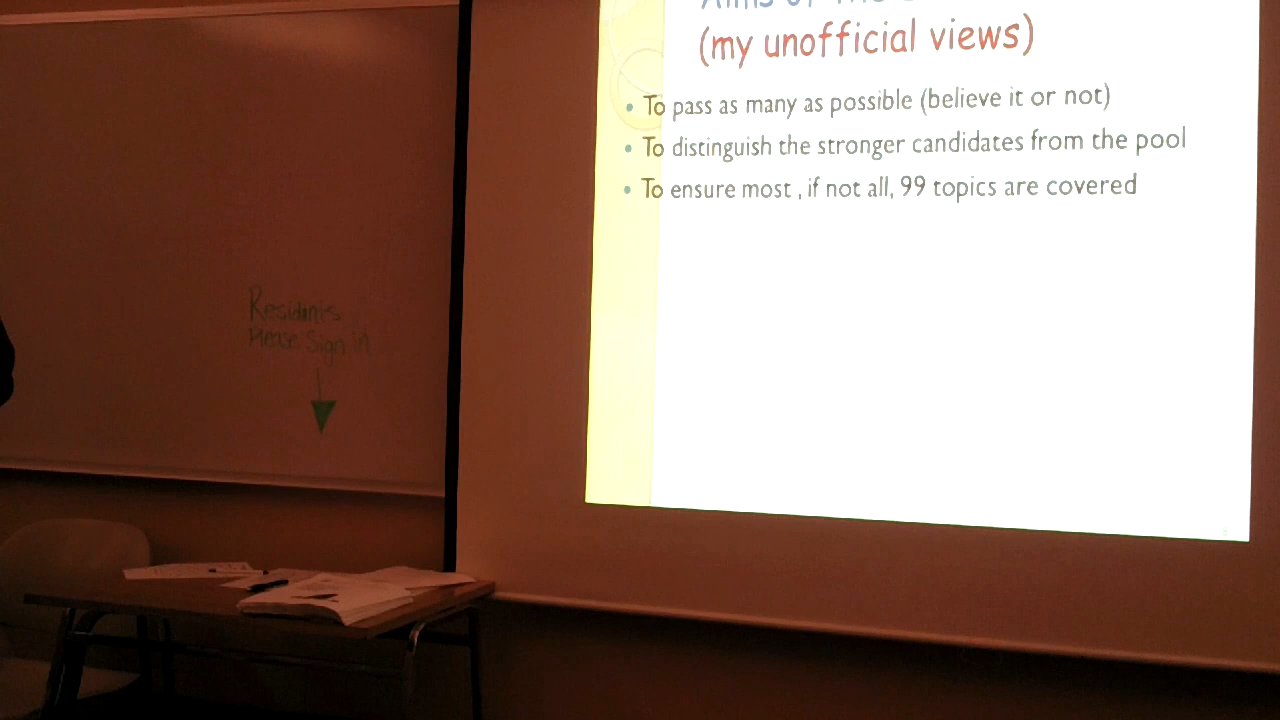 (my unofficial views)
• To pass as many as possible (believe it or not)
• To distinguish the stronger candidates from the pool
• To ensure most , if not all, 99 topics are covered
Residents
Please Sign in